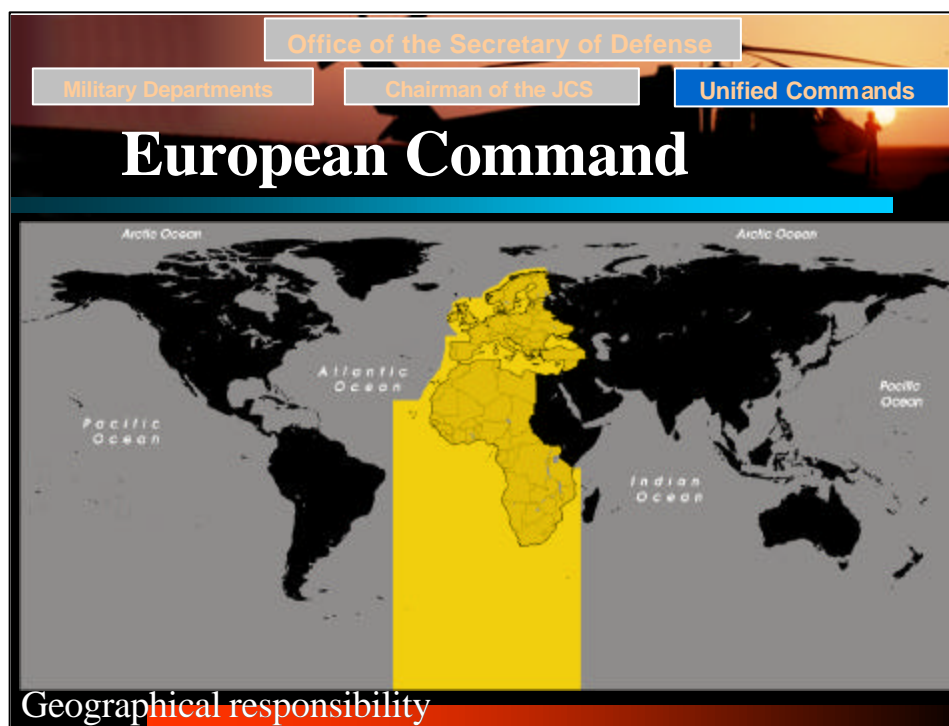 Office of the Secretary of Defense
Military Departments
Chairman of the JCS
Unified Commands
European Command
Arctic Ocean
Arctic Ocean
Atlantic
Ocean
Pacific
Ocean
Pacific
Ocean
Indian
Ocean
Geographical responsibility